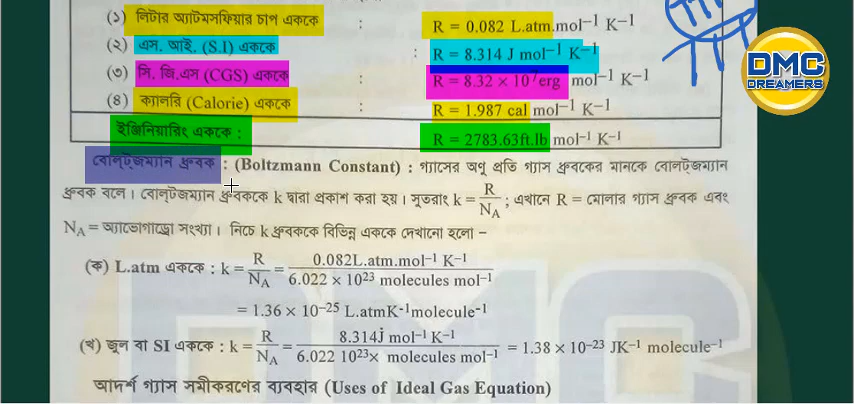 (১) লিটার অ্যাটমসফিয়ার চাপ এককে : R = 0.082 L.atm.mol⁻¹ K⁻¹
(২) এস. আই. (S.I) এককে : R = 8.314 J mol⁻¹ K⁻¹
(৩) সি. জি.এস (CGS) এককে : R = 8.32 × 10⁷erg mol⁻¹ K⁻¹
(৪) ক্যালরি (Calorie) এককে : R = 1.987 cal mol⁻¹ K⁻¹
ইঞ্জিনিয়ারিং এককে : R = 2783.63ft.lb mol⁻¹ K⁻¹
DMC
DREAMERS
বোল্টজম্যান ধ্রুবক : (Boltzmann Constant) : গ্যাসের অণু প্রতি গ্যাস ধ্রুবকের মানকে বোলট্জম্যান
ধ্রুবক বলে। বোল্টজম্যান ধ্রুবককে k দ্বারা প্রকাশ করা হয়। সুতরাং k = R/N_A ; এখানে R = মোলার গ্যাস ধ্রুবক এবং
N_A = অ্যাভোগাড্রো সংখ্যা। নিচে k ধ্রুবককে বিভিন্ন এককে দেখানো হলো –
(ক) L.atm এককে : k = R/N_A = 0.082L.atm.mol⁻¹ K⁻¹ / 6.022 × 10²³ molecules mol⁻¹
= 1.36 × 10⁻²⁵ L.atmK⁻¹molecule⁻¹
(খ) জুল বা SI এককে : k = R/N_A = 8.314J mol⁻¹ K⁻¹ / 6.022 10²³× molecules mol⁻¹ = 1.38 × 10⁻²³ JK⁻¹ molecule⁻¹
আদর্শ গ্যাস সমীকরণের ব্যবহার (Uses of Ideal Gas Equation)